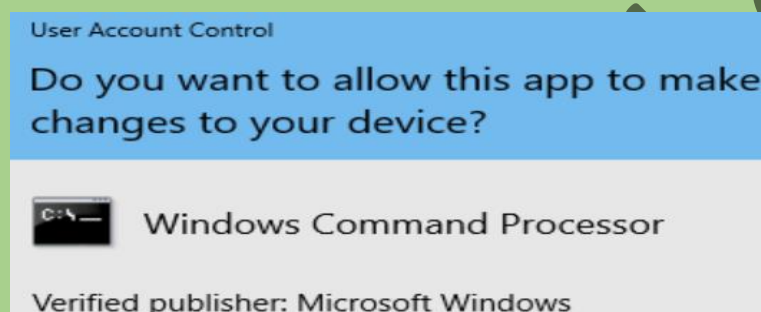 User Account Control
Do you want to allow this app to make
changes to your device?
C:\
Windows Command Processor
Verified publisher: Microsoft Windows